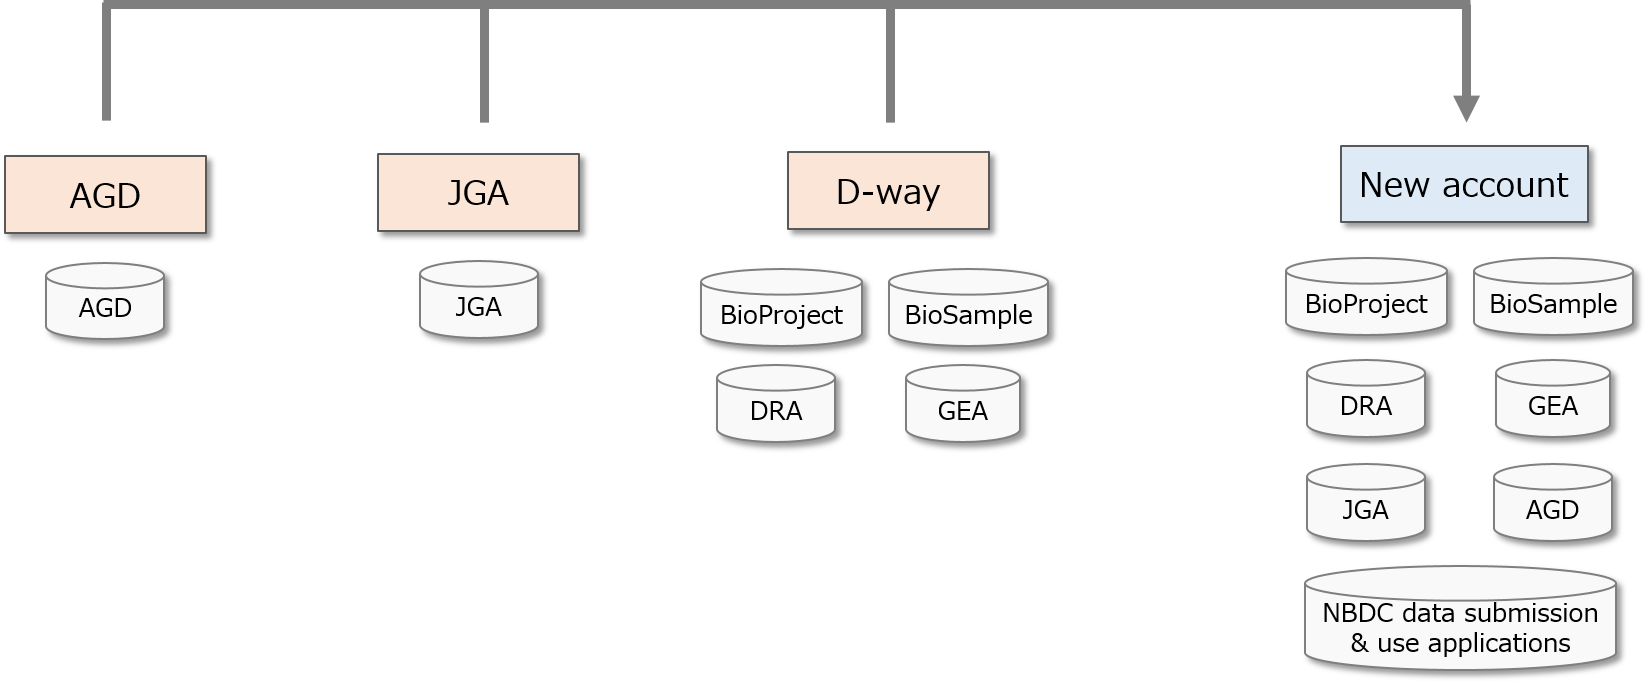 AGD
JGA
D-way
New account
AGD
JGA
BioProject
BioSample
DRA
GEA
BioProject
BioSample
DRA
GEA
JGA
AGD
NBDC data submission
& use applications